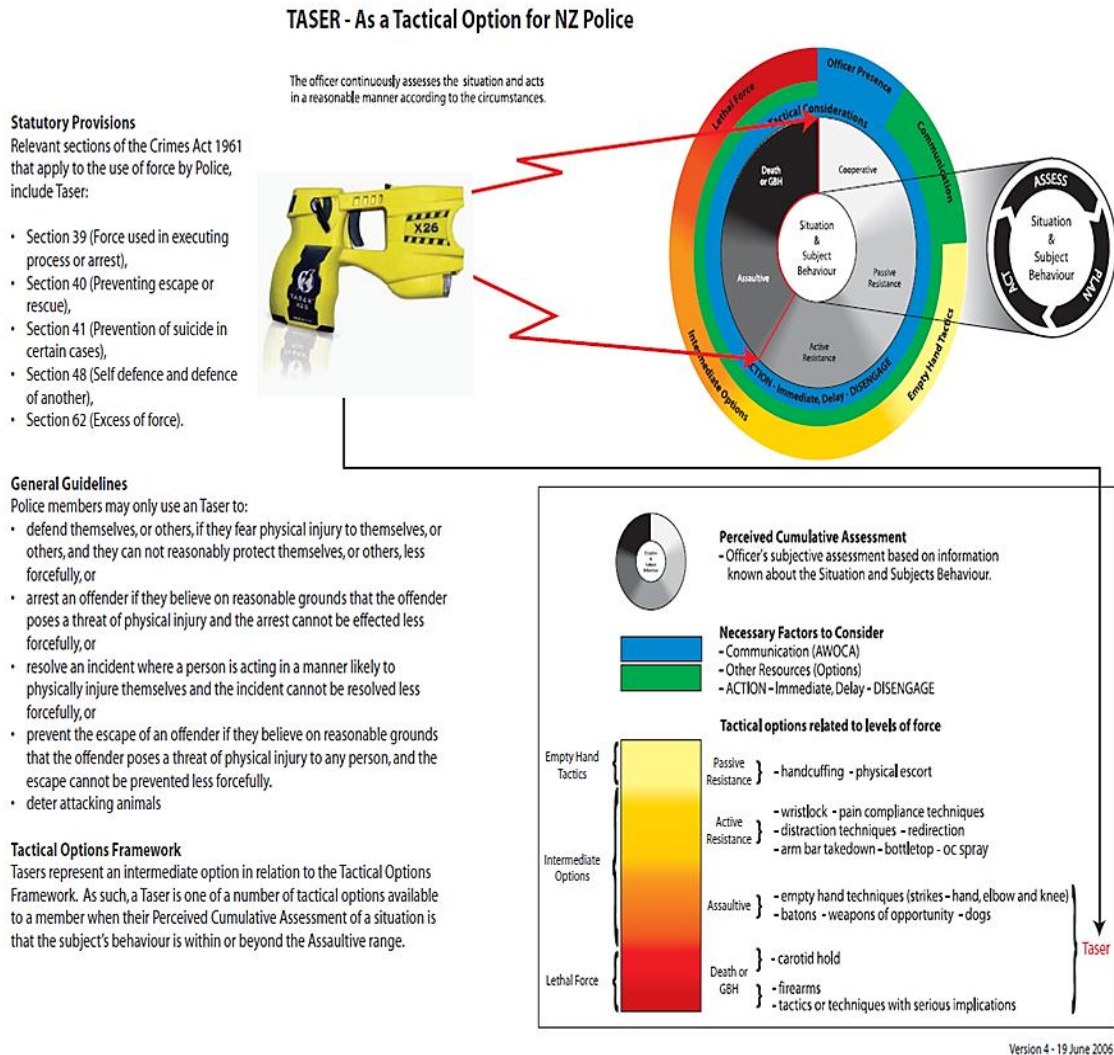 TASER - As a Tactical Option for NZ Police
The officer continuously assesses the situation and acts
in a reasonable manner according to the circumstances.
Statutory Provisions
Relevant sections of the Crimes Act 1961
that apply to the use of force by Police,
include Taser:
• Section 39 (Force used in executing
process or arrest),
• Section 40 (Preventing escape or
rescue),
• Section 41 (Prevention of suicide in
certain cases),
• Section 48 (Self defence and defence
of another),
• Section 62 (Excess of force).
X26
TASER
X26
Lethal Force
Officer Presence
Communication
Empty Hand Tactics
Intermediate Options
Tactical Considerations
ACTION - Immediate, Delay - DISENGAGE
Death
or GBH
Cooperative
Passive
Resistance
Active
Resistance
Assaultive
Situation
&
Subject
Behaviour
ASSESS
PLAN
ACT
Situation
&
Subject
Behaviour
General Guidelines
Police members may only use an Taser to:
• defend themselves, or others, if they fear physical injury to themselves, or
others, and they can not reasonably protect themselves, or others, less
forcefully, or
• arrest an offender if they believe on reasonable grounds that the offender
poses a threat of physical injury and the arrest cannot be effected less
forcefully, or
• resolve an incident where a person is acting in a manner likely to
physically injure themselves and the incident cannot be resolved less
forcefully, or
• prevent the escape of an offender if they believe on reasonable grounds
that the offender poses a threat of physical injury to any person, and the
escape cannot be prevented less forcefully.
• deter attacking animals
Tactical Options Framework
Tasers represent an intermediate option in relation to the Tactical Options
Framework. As such, a Taser is one of a number of tactical options available
to a member when their Perceived Cumulative Assessment of a situation is
that the subject's behaviour is within or beyond the Assaultive range.
Situation
&
Subject
Behaviour
Perceived Cumulative Assessment
- Officer's subjective assessment based on information
known about the Situation and Subjects Behaviour.
Necessary Factors to Consider
- Communication (AWOCA)
- Other Resources (Options)
- ACTION - Immediate, Delay - DISENGAGE
Tactical options related to levels of force
Empty Hand
Tactics
Passive
Resistance
- handcuffing - physical escort
Intermediate
Options
Active
Resistance
- wristlock - pain compliance techniques
- distraction techniques - redirection
- arm bar takedown - bottletop - oc spray
Assaultive
- empty hand techniques (strikes - hand, elbow and knee)
- batons - weapons of opportunity - dogs
Taser
Lethal Force
Death or
GBH
- carotid hold
- firearms
- tactics or techniques with serious implications
Version 4 - 19 June 2006